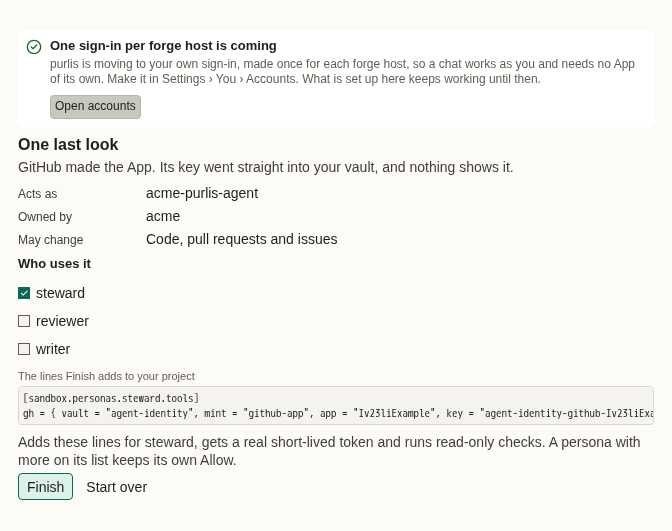 One sign-in per forge host is coming
purlis is moving to your own sign-in, made once for each forge host, so a chat works as you and needs no App
of its own. Make it in Settings › You › Accounts. What is set up here keeps working until then.
Open accounts
One last look
GitHub made the App. Its key went straight into your vault, and nothing shows it.
Acts as acme-purlis-agent
Owned by acme
May change Code, pull requests and issues
Who uses it
steward
reviewer
writer
The lines Finish adds to your project
[sandbox.personas.steward.tools]
gh = { vault = "agent-identity", mint = "github-app", app = "Iv23liExample", key = "agent-identity-github-Iv23liExa
Adds these lines for steward, gets a real short-lived token and runs read-only checks. A persona with
more on its list keeps its own Allow.
Finish Start over